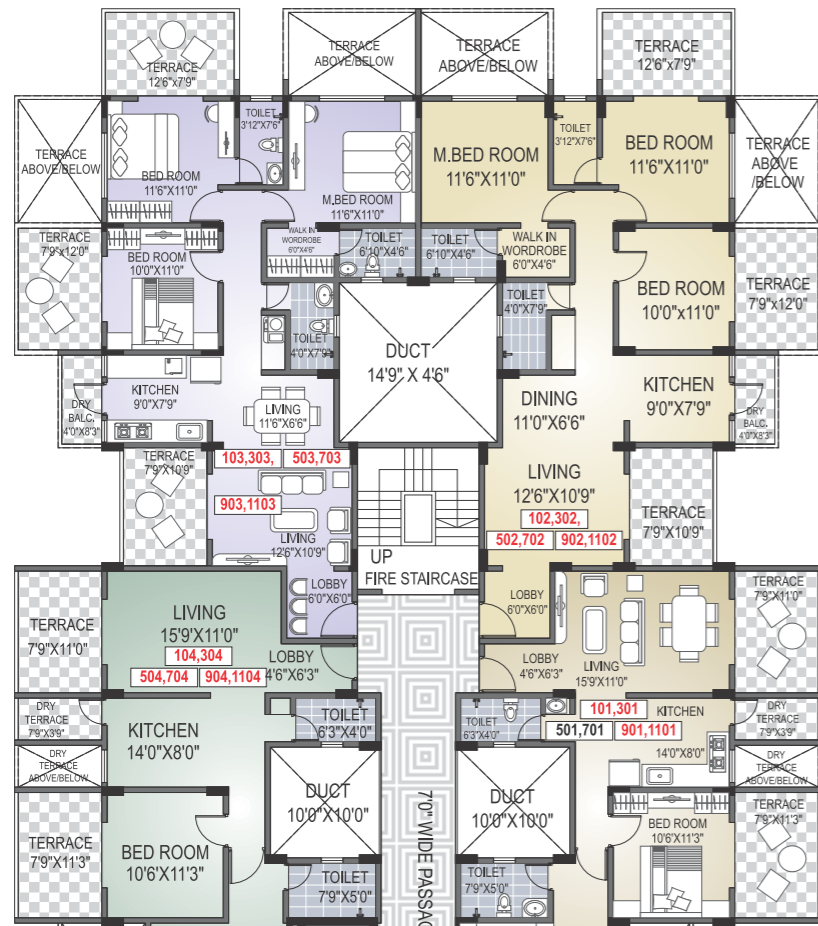 TERRACE
12'6"x7'9"
TERRACE
ABOVE/BELOW
TERRACE
ABOVE/BELOW
TERRACE
12'6"x7'9"
TERRACE
ABOVE/BELOW
BED ROOM
11'6"X11'0"
TOILET
3'12"X7'6"
M.BED ROOM
11'6"X11'0"
M.BED ROOM
11'6"X11'0"
TOILET
3'12"X7'6"
BED ROOM
11'6"X11'0"
TERRACE
ABOVE
/BELOW
TERRACE
7'9"x12'0"
BED ROOM
10'0"X11'0"
WALK IN
WORDROBE
6'0"X4'6"
TOILET
6'10"X4'6"
TOILET
6'10"X4'6"
WALK IN
WORDROBE
6'0"X4'6"
BED ROOM
10'0"x11'0"
TERRACE
7'9"x12'0"
TOILET
4'0"X7'9"
DUCT
14'9" X 4'6"
TOILET
4'0"X7'9"
DRY
BALC.
4'0"X8'3"
KITCHEN
9'0"X7'9"
LIVING
11'6"X6'6"
DINING
11'0"X6'6"
KITCHEN
9'0"X7'9"
DRY
BALC.
4'0"X8'3"
TERRACE
7'9"X10'9"
103,303,
503,703
903,1103
LIVING
12'6"X10'9"
LIVING
12'6"X10'9"
102,302,
502,702
902,1102
TERRACE
7'9"X10'9"
UP
FIRE STAIRCASE
LOBBY
6'0"X6'0"
LOBBY
6'0"X6'0"
TERRACE
7'9"X11'0"
LIVING
15'9'X11'0"
104,304
504,704
904,1104
LOBBY
4'6"X6'3"
LOBBY
4'6"X6'3"
LIVING
15'9'X11'0"
TERRACE
7'9"X11'0"
DRY
TERRACE
7'9"X3'9"
KITCHEN
14'0"X8'0"
TOILET
6'3"X4'0"
TOILET
6'3"X4'0"
101,301
501,701
901,1101
KITCHEN
14'0"X8'0"
DRY
TERRACE
7'9"X3'9"
DRY
TERRACE
ABOVE/BELOW
DRY
TERRACE
ABOVE/BELOW
DUCT
10'0"X10'0"
7'0" WIDE PASSAG
DUCT
10'0"X10'0"
TERRACE
7'9"X11'3"
BED ROOM
10'6"X11'3"
BED ROOM
10'6"X11'3"
TERRACE
7'9"X11'3"
TOILET
7'9"X5'0"
TOILET
7'9"X5'0"